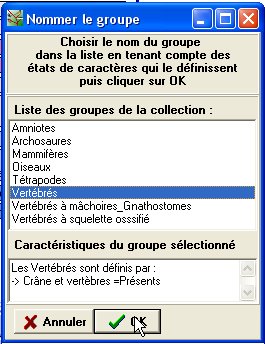 Nommer le groupe
Choisir le nom du groupe
dans la liste en tenant compte des
états de caractères qui le définissent
puis cliquer sur OK
Liste des groupes de la collection :
Amniotes
Archosaures
Mammifères
Oiseaux
Tétrapodes
Vertébrés
Vertébrés à mâchoires_Gnathostomes
Vertébrés à squelette osssifié
Caractéristiques du groupe sélectionné
Les Vertébrés sont définis par :
-> Crâne et vertèbres =Présents
Annuler
OK